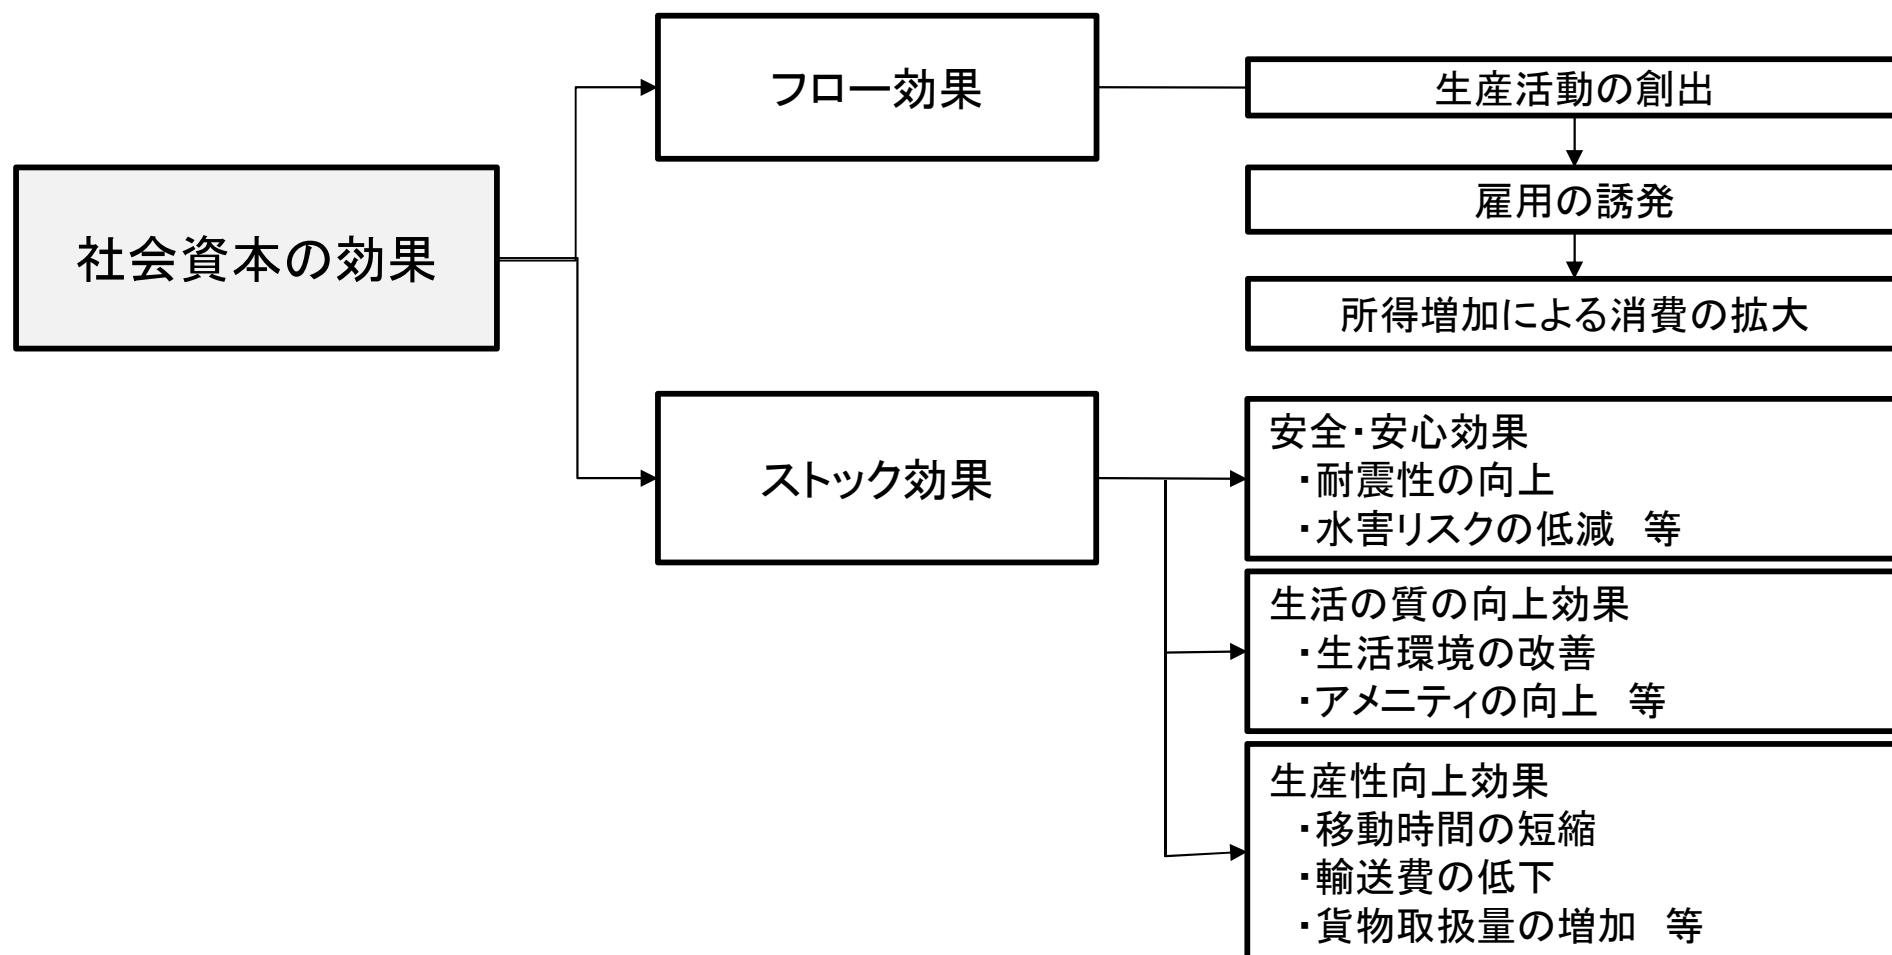 社会資本の効果
フロー効果
生産活動の創出
雇用の誘発
所得増加による消費の拡大
ストック効果
安全・安心効果
・耐震性の向上
・水害リスクの低減　等
生活の質の向上効果
・生活環境の改善
・アメニティの向上　等
生産性向上効果
・移動時間の短縮
・輸送費の低下
・貨物取扱量の増加　等